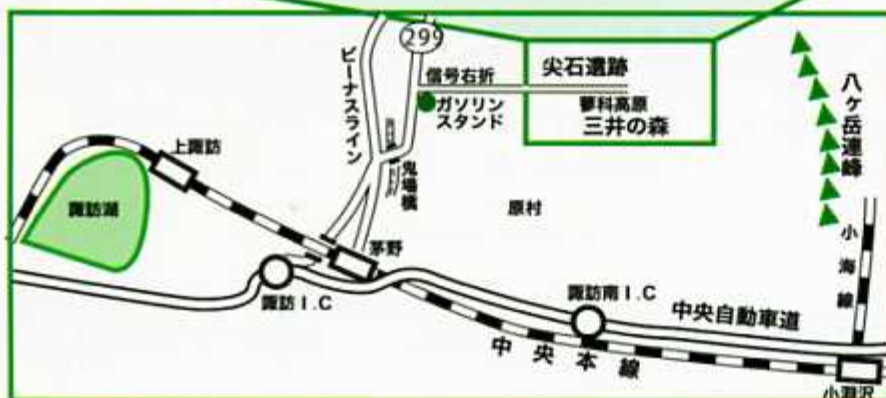 299
ビーナスライン
信号右折
ガソリン
スタンド
尖石遺跡
蓼科高原
三井の森
八ヶ岳連峰
上諏訪
諏訪湖
鬼場橋
原村
小海線
茅野
諏訪I.C
諏訪南I.C
中央自動車道
中央本線
小淵沢